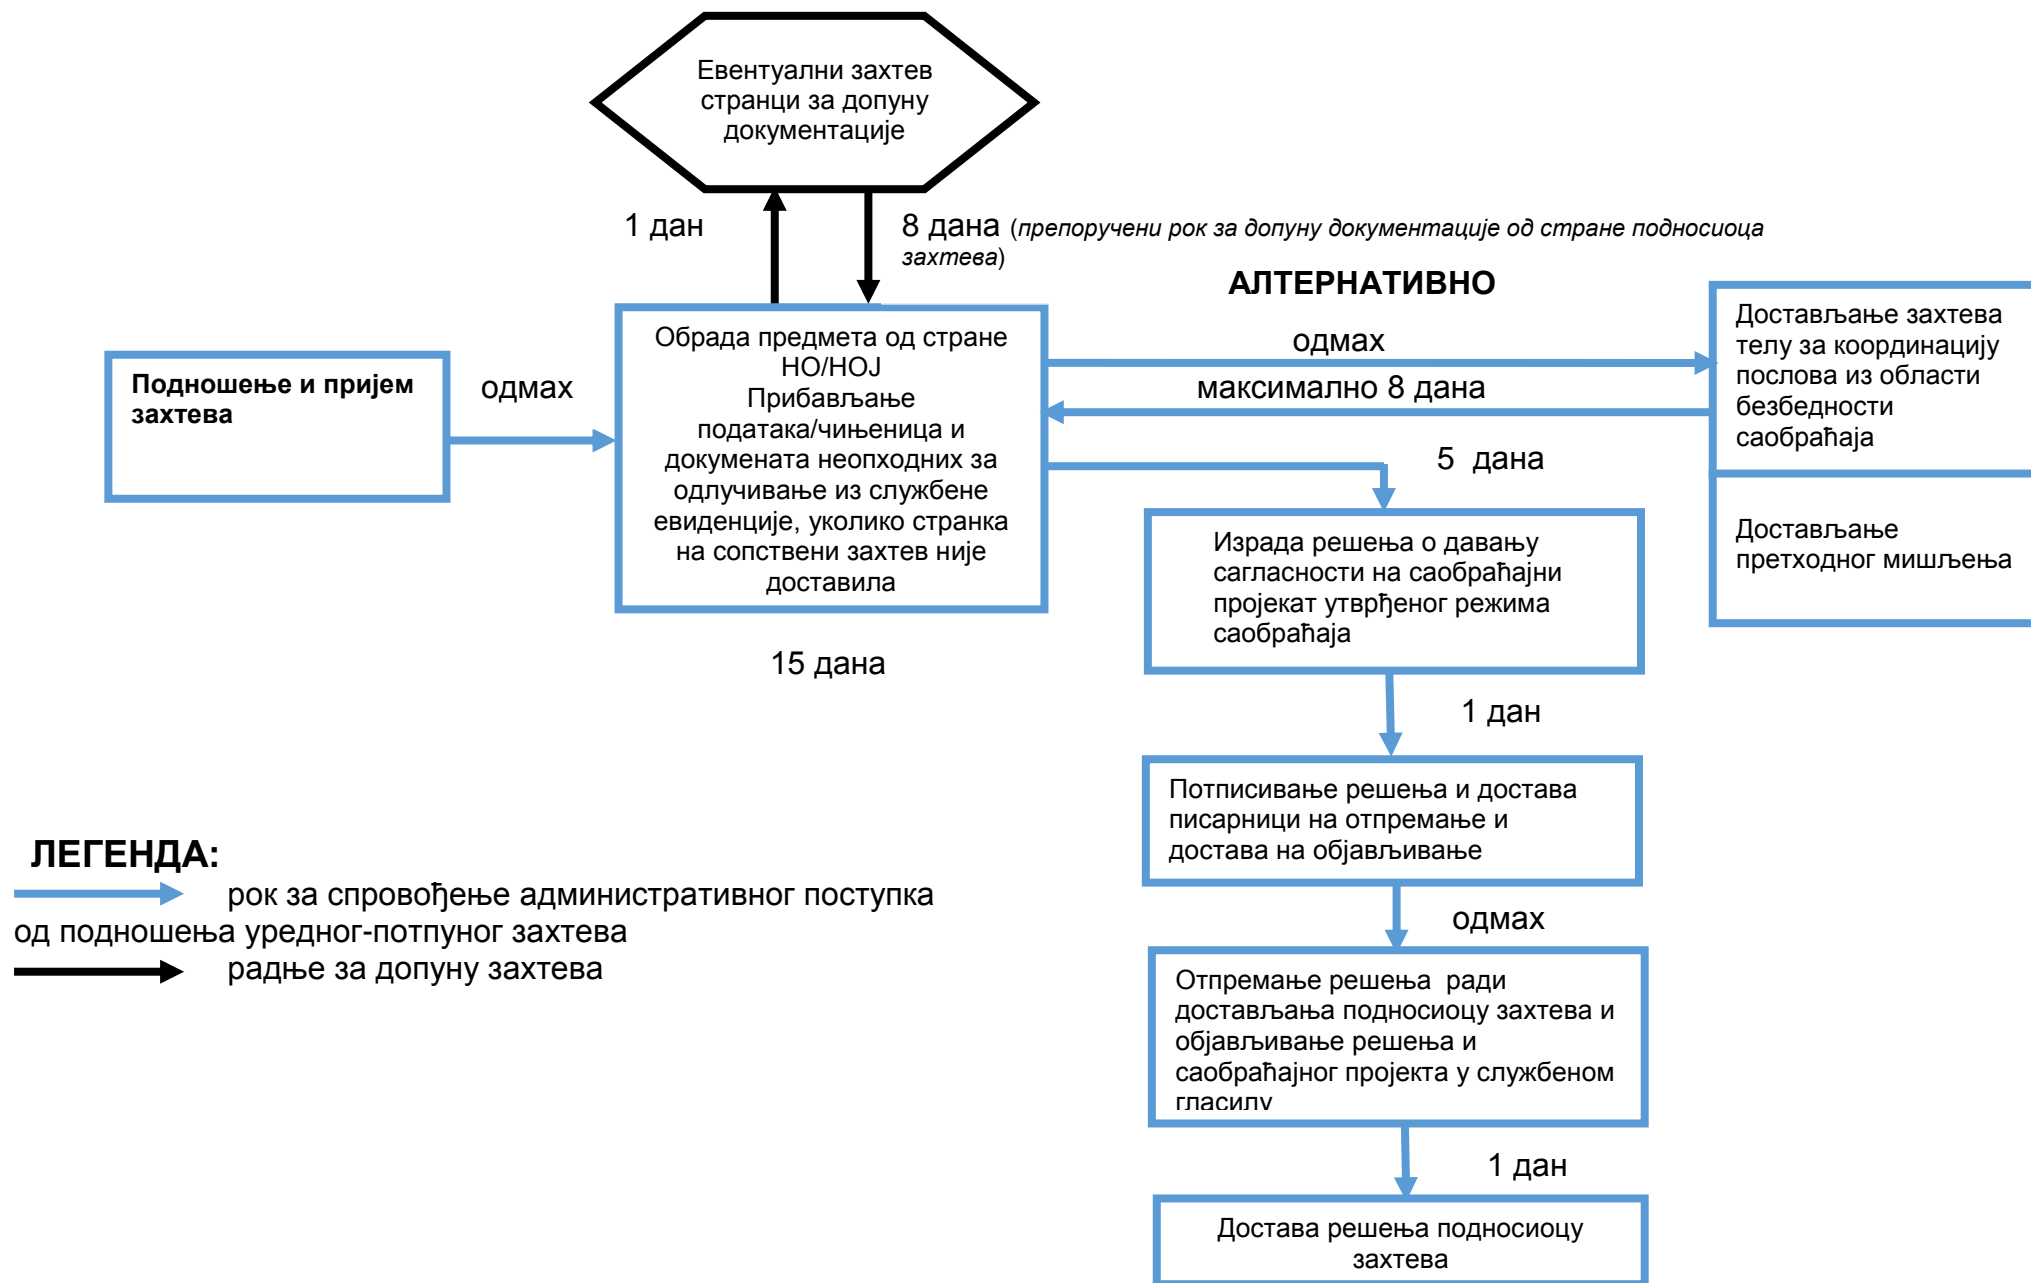 Евентуални захтев
странци за допуну
документације
1 дан
8 дана (препоручени рок за допуну документације од стране подносиоца
захтева)
АЛТЕРНАТИВНО
Подношење и пријем
захтева
одмах
Обрада предмета од стране
НО/НОЈ
Прибављање
података/чињеница и
докумената неопходних за
одлучивање из службене
евиденције, уколико странка
на сопствени захтев није
доставила
15 дана
одмах
максимално 8 дана
Достављање захтева
телу за координацију
послова из области
безбедности
саобраћаја
Достављање
претходног мишљења
5 дана
Израда решења о давању
сагласности на саобраћајни
пројекат утврђеног режима
саобраћаја
1 дан
Потписивање решења и достава
писарници на отпремање и
достава на објављивање
одмах
Отпремање решења ради
достављања подносиоцу захтева и
објављивање решења и
саобраћајног пројекта у службеном
гласилу
1 дан
Достава решења подносиоцу
захтева
ЛЕГЕНДА:
рок за спровођење административног поступка
од подношења уредног-потпуног захтева
радње за допуну захтева